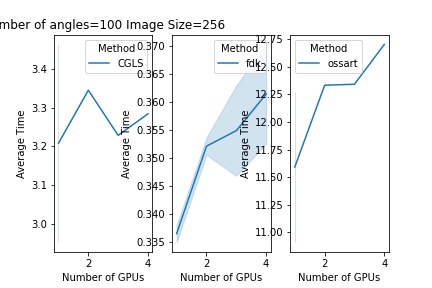 mber of angles=100 Image Size=256
Average Time
3.4
3.3
3.2
3.1
3.0
Method
CGLS
2
4
Number of GPUs
Average Time
0.370
0.365
0.360
0.355
0.350
0.345
0.340
0.335
Method
fdk
2
4
Number of GPUs
Average Time
12.75
12.50
12.25
12.00
11.75
11.50
11.25
11.00
Method
ossart
2
4
Number of GPUs